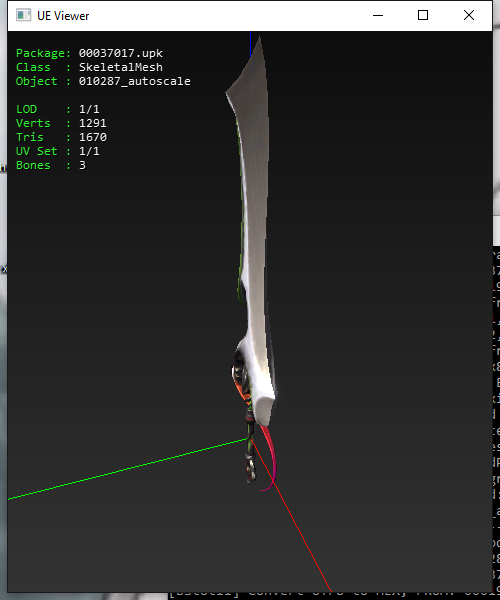 UE Viewer
Package: 00037017.upk
Class : SkeletalMesh
Object : 010287_autoscale
LOD : 1/1
Verts : 1291
Tris : 1670
UV Set : 1/1
Bones : 3